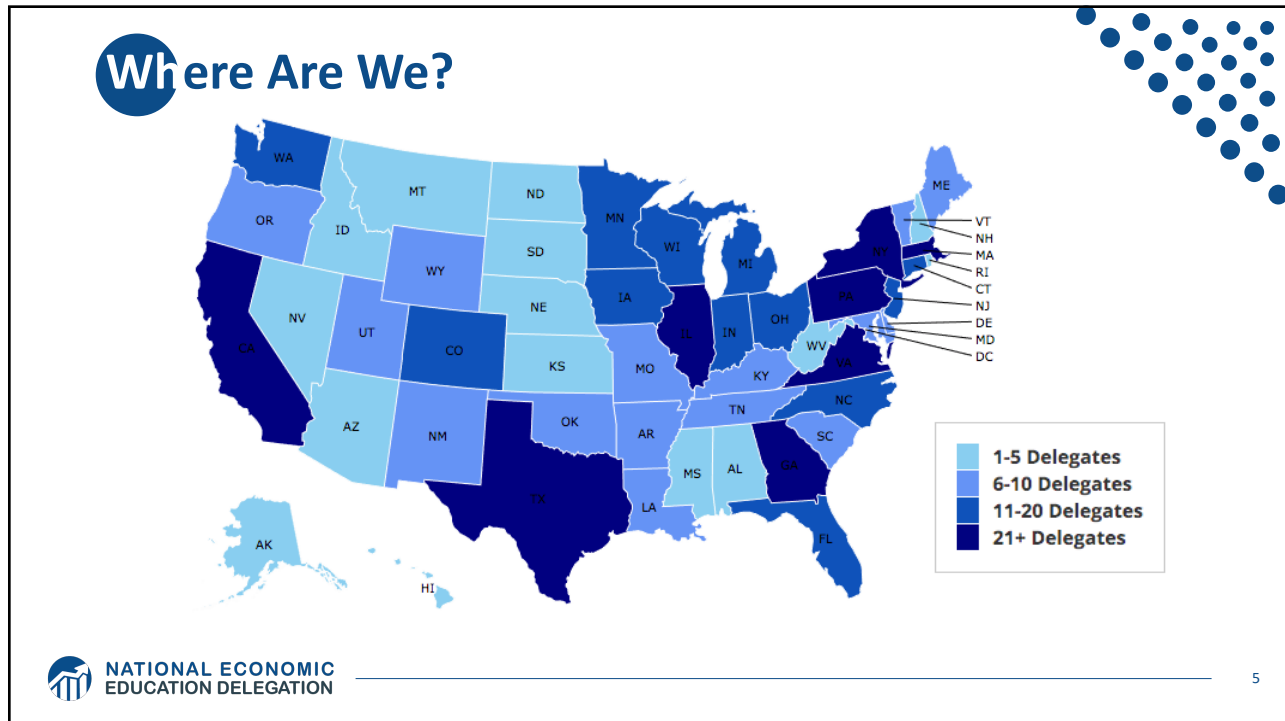 Where Are We?
WA
MT
ND
MN
ME
OR
ID
SD
WI
MI
NY
VT
NH
MA
RI
CT
NJ
DE
MD
DC
WY
NE
IA
PA
NV
UT
CO
IL
IN
OH
CA
KS
MO
WV
VA
KY
AZ
NM
OK
AR
TN
NC
SC
MS
AL
GA
TX
LA
FL
AK
HI
1-5 Delegates
6-10 Delegates
11-20 Delegates
21+ Delegates
NATIONAL ECONOMIC
EDUCATION DELEGATION
5